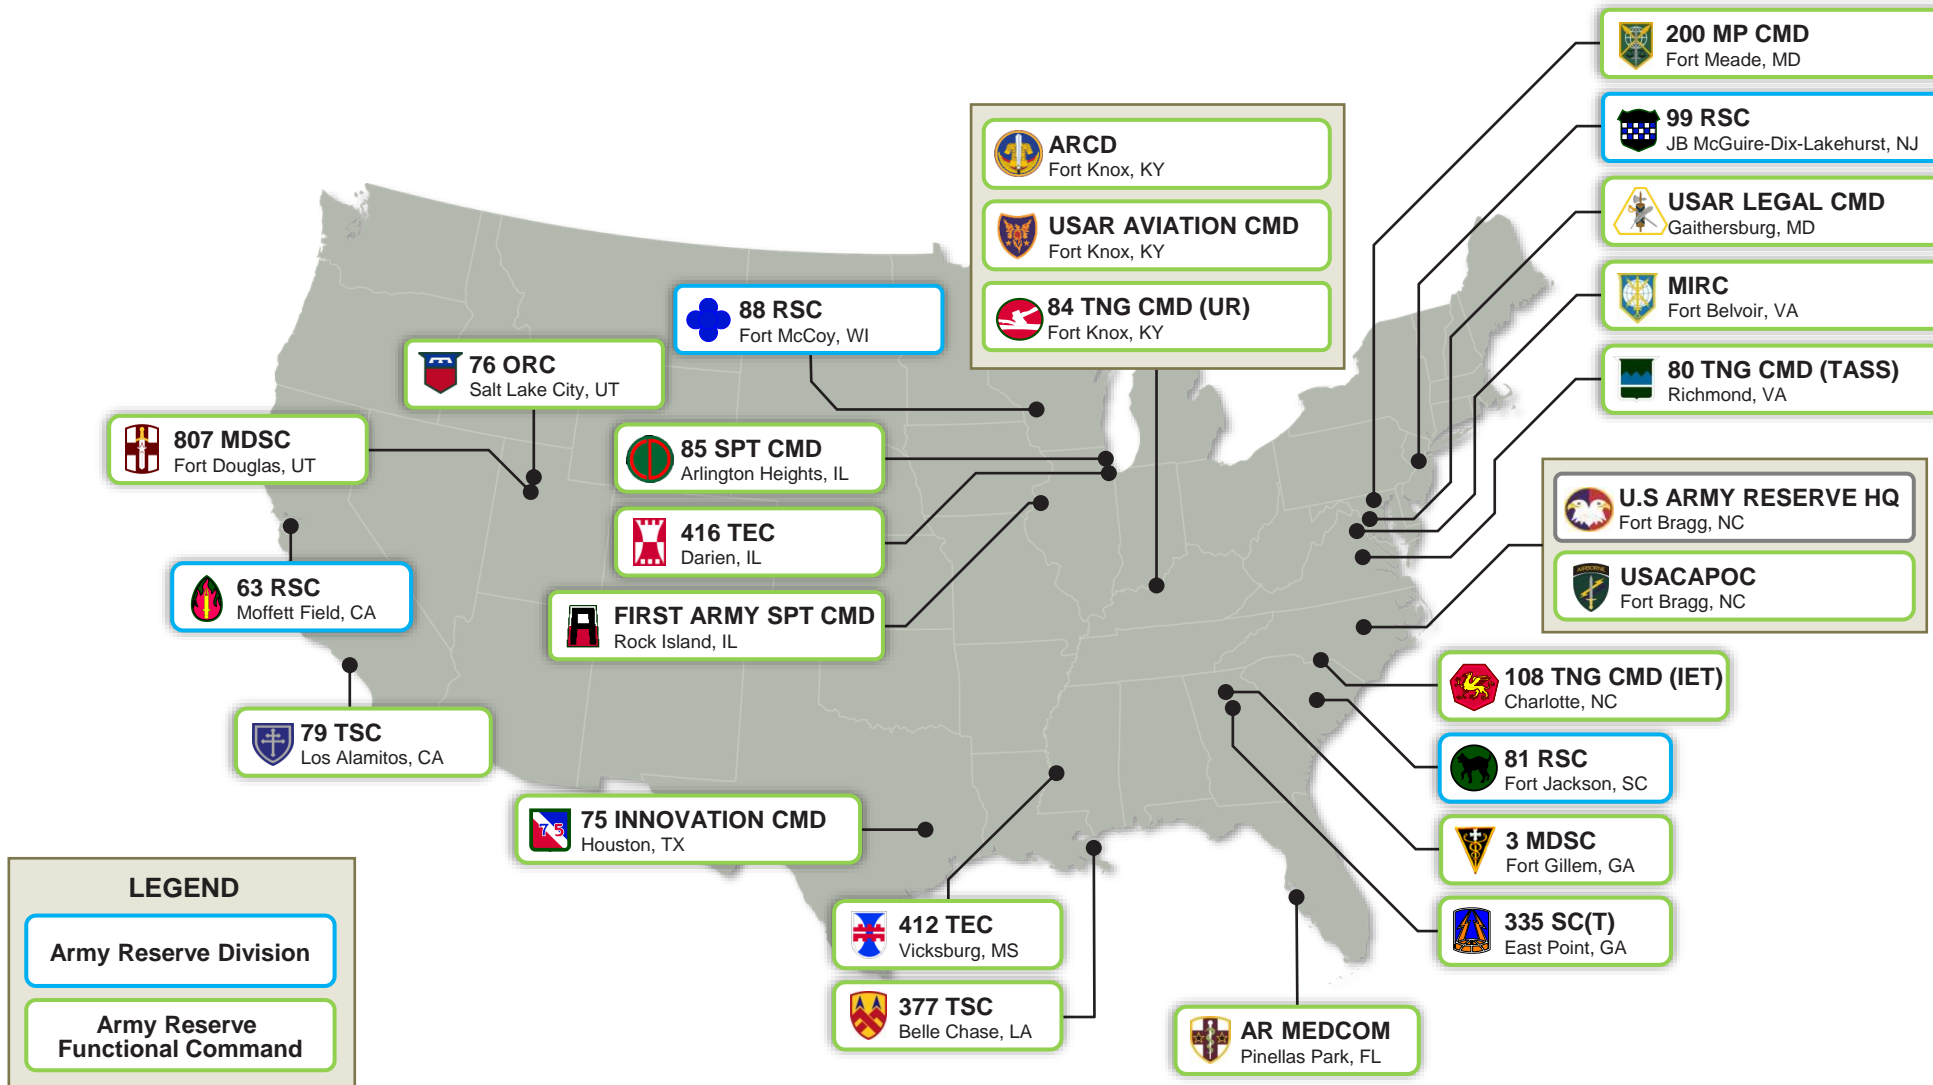 200 MP CMD
Fort Meade, MD
99 RSC
JB McGuire-Dix-Lakehurst, NJ
USAR LEGAL CMD
Gaithersburg, MD
MIRC
Fort Belvoir, VA
80 TNG CMD (TASS)
Richmond, VA
ARCD
Fort Knox, KY
USAR AVIATION CMD
Fort Knox, KY
84 TNG CMD (UR)
Fort Knox, KY
88 RSC
Fort McCoy, WI
76 ORC
Salt Lake City, UT
807 MDSC
Fort Douglas, UT
85 SPT CMD
Arlington Heights, IL
416 TEC
Darien, IL
FIRST ARMY SPT CMD
Rock Island, IL
63 RSC
Moffett Field, CA
79 TSC
Los Alamitos, CA
75
75 INNOVATION CMD
Houston, TX
U.S ARMY RESERVE HQ
Fort Bragg, NC
AIRBORNE
USACAPOC
Fort Bragg, NC
108 TNG CMD (IET)
Charlotte, NC
81 RSC
Fort Jackson, SC
3 MDSC
Fort Gillem, GA
335 SC(T)
East Point, GA
412 TEC
Vicksburg, MS
377 TSC
Belle Chase, LA
AR MEDCOM
Pinellas Park, FL
LEGEND
Army Reserve Division
Army Reserve
Functional Command